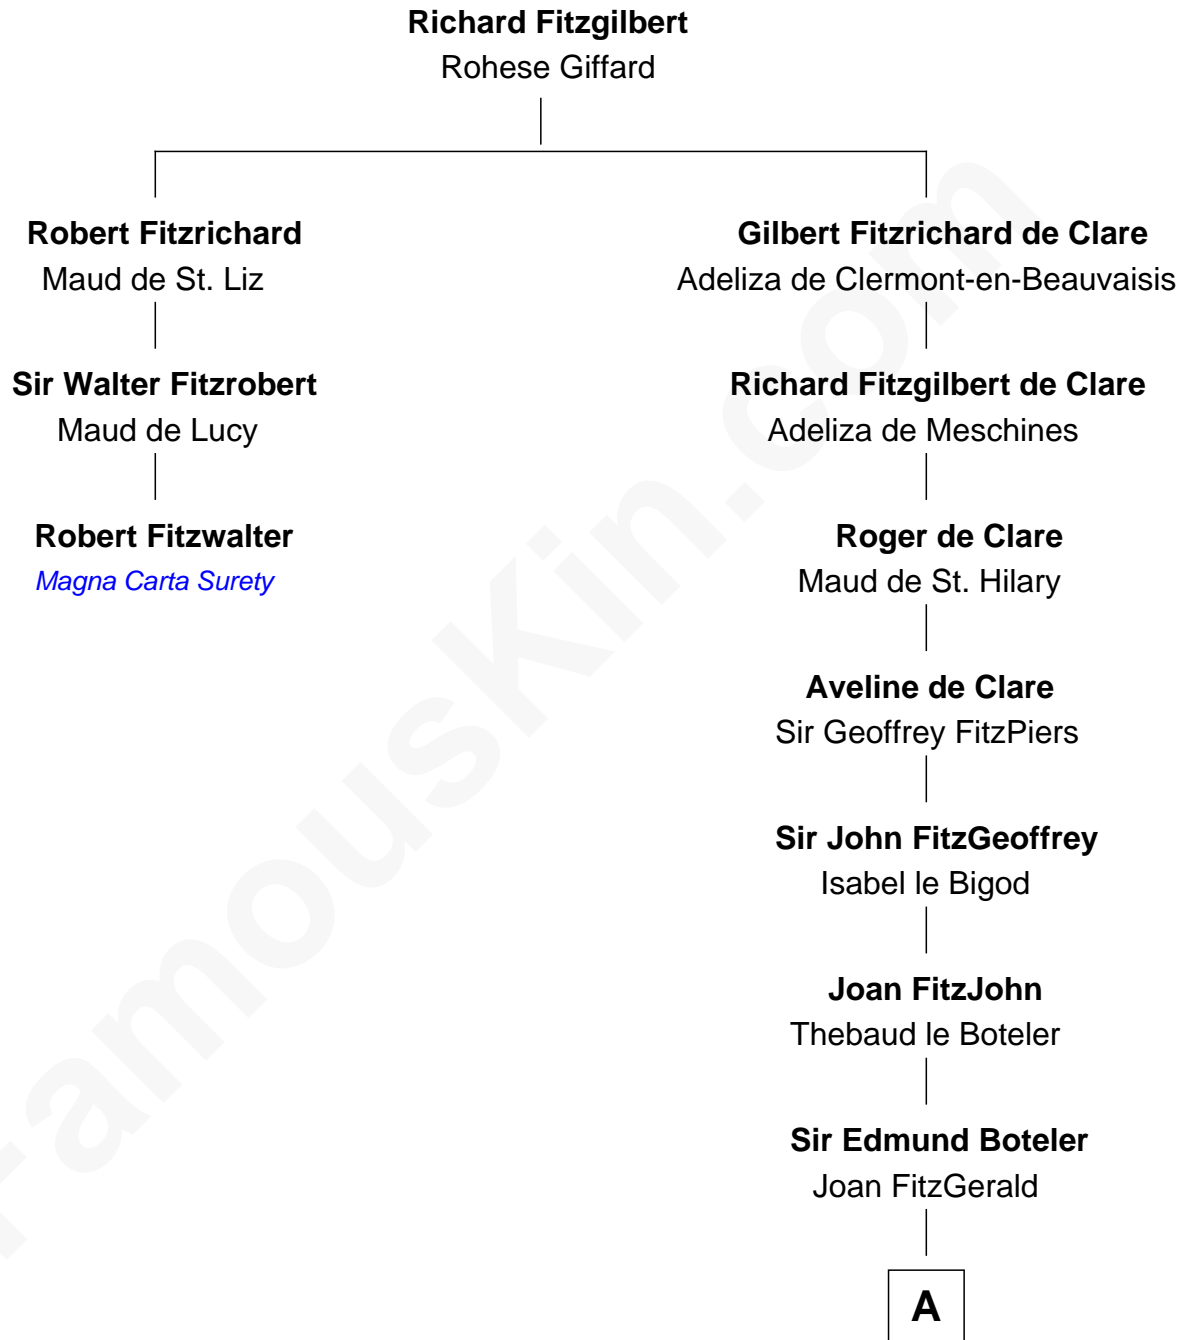 Richard Fitzgilbert
Rohese Giffard
Robert Fitzrichard
Maud de St. Liz
Gilbert Fitzrichard de Clare
Adeliza de Clermont-en-Beauvaisis
Sir Walter Fitzrobert
Maud de Lucy
Richard Fitzgilbert de Clare
Adeliza de Meschines
Robert Fitzwalter
Magna Carta Surety
Roger de Clare
Maud de St. Hilary
Aveline de Clare
Sir Geoffrey FitzPiers
Sir John FitzGeoffrey
Isabel le Bigod
Joan FitzJohn
Thebaud le Boteler
Sir Edmund Boteler
Joan FitzGerald
A
FamousKin.com